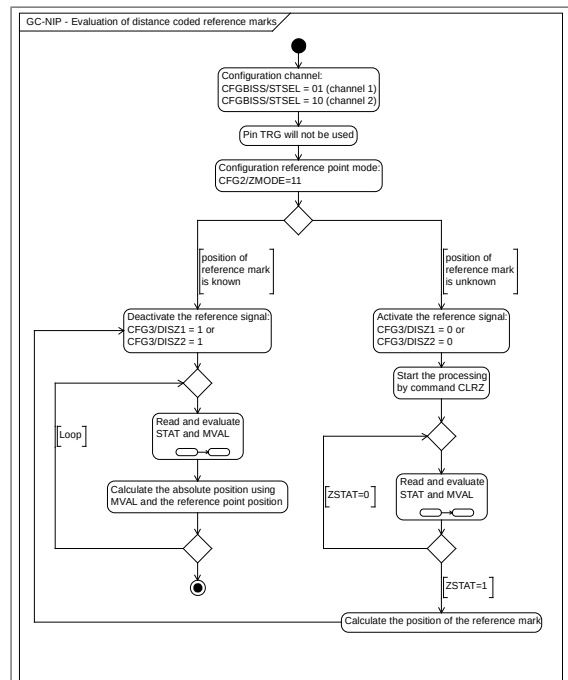 GC-NIP - Evaluation of distance coded reference marks
Configuration channel:
CFGBISS/STSEL = 01 (channel 1)
CFGBISS/STSEL = 10 (channel 2)
Pin TRG will not be used
Configuration reference point mode:
CFG2/ZMODE=11
[position of
reference mark
is known]
[position of
reference mark
is unknown]
Deactivate the reference signal:
CFG3/DISZ1 = 1 or
CFG3/DISZ2 = 1
Activate the reference signal:
CFG3/DISZ1 = 0 or
CFG3/DISZ2 = 0
Start the processing
by command CLRZ
Read and evaluate
STAT and MVAL
[Loop]
Calculate the absolute position using
MVAL and the reference point position
Read and evaluate
STAT and MVAL
[ZSTAT=0]
[ZSTAT=1]
Calculate the position of the reference mark